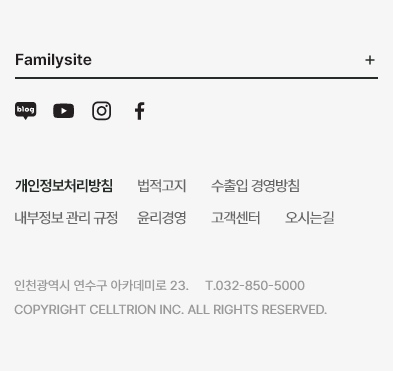 Familysite +
blog
개인정보처리방침 법적고지 수출입 경영방침
내부정보 관리 규정 윤리경영 고객센터 오시는길
인천광역시 연수구 아카데미로 23. T.032-850-5000
COPYRIGHT CELLTRION INC. ALL RIGHTS RESERVED.